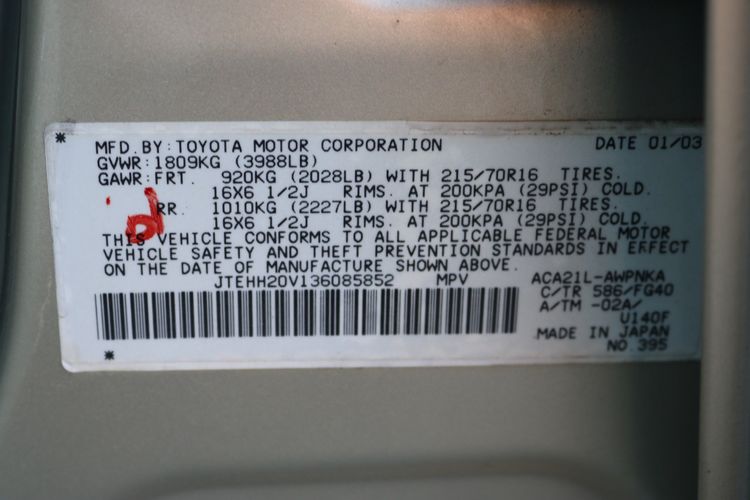 MFD. BY: TOYOTA MOTOR CORPORATION DATE 01/03
GVWR: 1809KG (3988LB)
GAWR: FRT. 920KG (2028LB) WITH 215/70R16 TIRES.
16X6 1/2J RIMS. AT 200KPA (29PSI) COLD.
RR. 1010KG (2227LB) WITH 215/70R16 TIRES.
16X6 1/2J RIMS. AT 200KPA (29PSI) COLD.
THIS VEHICLE CONFORMS TO ALL APPLICABLE FEDERAL MOTOR
VEHICLE SAFETY AND THEFT PREVENTION STANDARDS IN EFFECT
ON THE DATE OF MANUFACTURE SHOWN ABOVE.
JTEHH20V136085852 MPV ACA21L-AWPNKA
C/TR 586/FG40
A/TM -02A/
U140F
MADE IN JAPAN
NO.395